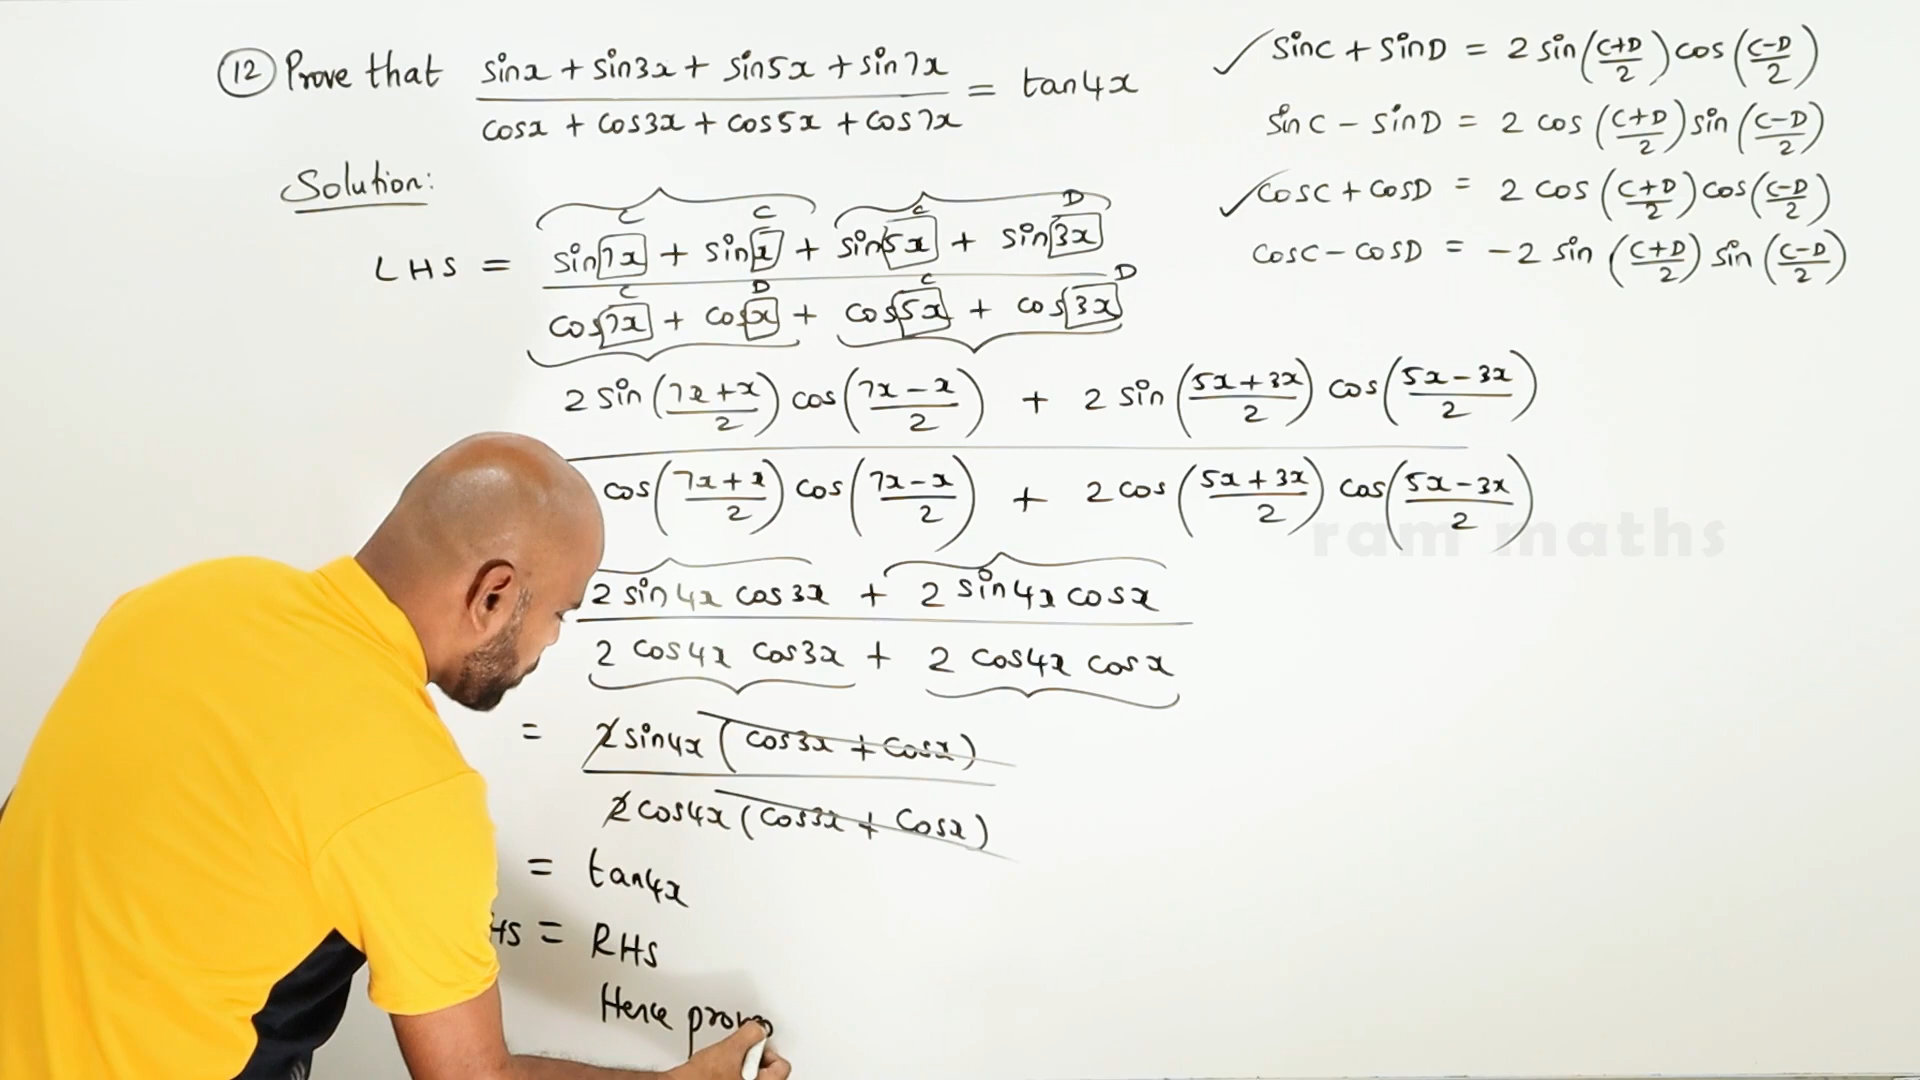 12 Prove that (sinx + sin3x + sin5x + sin7x) / (cosx + cos3x + cos5x + cos7x) = tan4x
Solution:
C C C D
LHS = (sin7x + sinx + sin5x + sin3x) / (cos7x + cosx + cos5x + cos3x)
C D C D
2 sin((7x+x)/2) cos((7x-x)/2) + 2 sin((5x+3x)/2) cos((5x-3x)/2)
cos((7x+x)/2) cos((7x-x)/2) + 2 cos((5x+3x)/2) cos((5x-3x)/2)
2 sin4x cos3x + 2 sin4x cosx
2 cos4x cos3x + 2 cos4x cosx
= 2 sin4x (cos3x + cosx)
2 cos4x (cos3x + cosx)
= tan4x
HS = RHS
Hence prov
✓ sinC + sinD = 2 sin((C+D)/2) cos((C-D)/2)
sinC - sinD = 2 cos((C+D)/2) sin((C-D)/2)
✓ cosC + cosD = 2 cos((C+D)/2) cos((C-D)/2)
cosC - cosD = -2 sin((C+D)/2) sin((C-D)/2)
ram maths